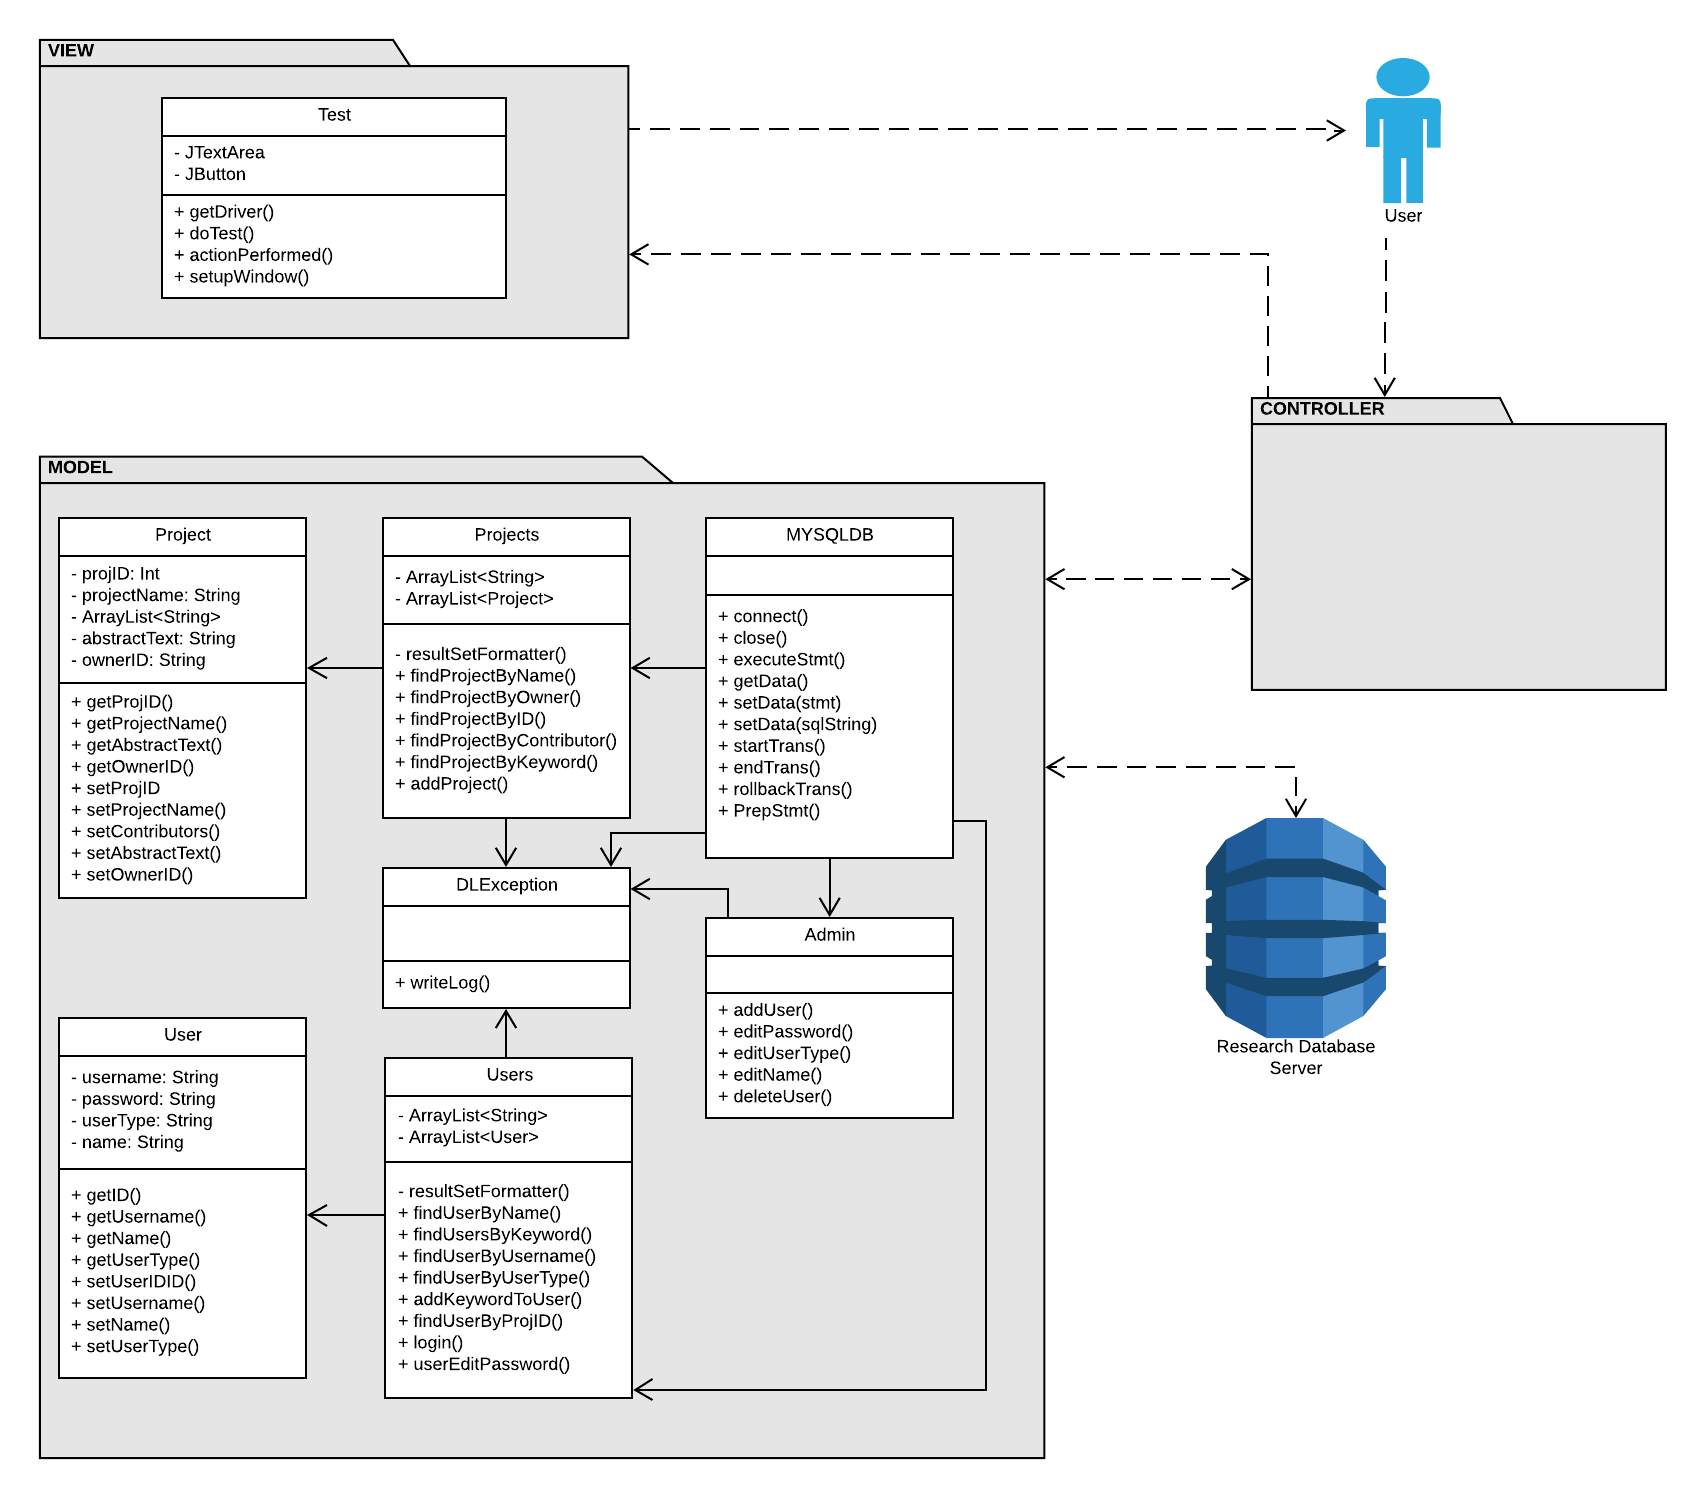 VIEW
Test
- JTextArea
- JButton
+ getDriver()
+ doTest()
+ actionPerformed()
+ setupWindow()
User
CONTROLLER
MODEL
Project
- projID: Int
- projectName: String
- ArrayList<String>
- abstractText: String
- ownerID: String
+ getProjID()
+ getProjectName()
+ getAbstractText()
+ getOwnerID()
+ setProjID
+ setProjectName()
+ setContributors()
+ setAbstractText()
+ setOwnerID()
Projects
- ArrayList<String>
- ArrayList<Project>
- resultSetFormatter()
+ findProjectByName()
+ findProjectByOwner()
+ findProjectByID()
+ findProjectByContributor()
+ findProjectByKeyword()
+ addProject()
MYSQLDB
+ connect()
+ close()
+ executeStmt()
+ getData()
+ setData(stmt)
+ setData(sqlString)
+ startTrans()
+ endTrans()
+ rollbackTrans()
+ PrepStmt()
DLException
+ writeLog()
Admin
+ addUser()
+ editPassword()
+ editUserType()
+ editName()
+ deleteUser()
User
- username: String
- password: String
- userType: String
- name: String
+ getID()
+ getUsername()
+ getName()
+ getUserType()
+ setUserIDID()
+ setUsername()
+ setName()
+ setUserType()
Users
- ArrayList<String>
- ArrayList<User>
- resultSetFormatter()
+ findUserByName()
+ findUsersByKeyword()
+ findUserByUsername()
+ findUserByUserType()
+ addKeywordToUser()
+ findUserByProjID()
+ login()
+ userEditPassword()
Research Database
Server